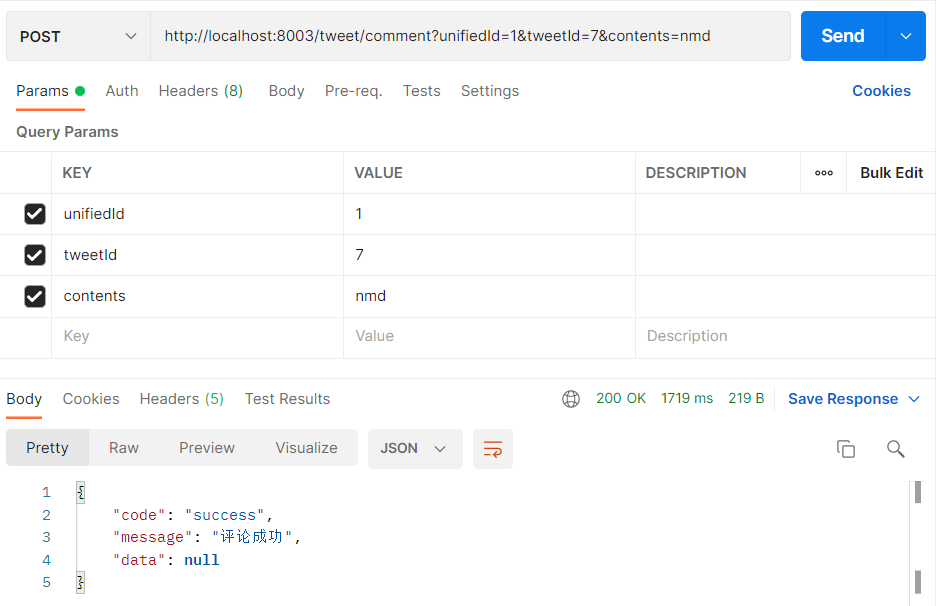 POST http://localhost:8003/tweet/comment?unifiedId=1&tweetId=7&contents=nmd Send
Params Auth Headers (8) Body Pre-req. Tests Settings Cookies
Query Params
KEY VALUE DESCRIPTION Bulk Edit
unifiedId 1
tweetId 7
contents nmd
Key Value Description
Body Cookies Headers (5) Test Results 200 OK 1719 ms 219 B Save Response
Pretty Raw Preview Visualize JSON
1 {
2 "code": "success",
3 "message": "评论成功",
4 "data": null
5 }